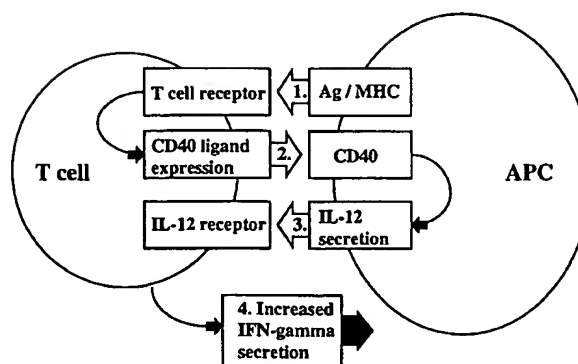 T cell receptor
1.
Ag / MHC
CD40 ligand
expression
2.
CD40
T cell
APC
IL-12 receptor
3.
IL-12
secretion
4. Increased
IFN-gamma
secretion